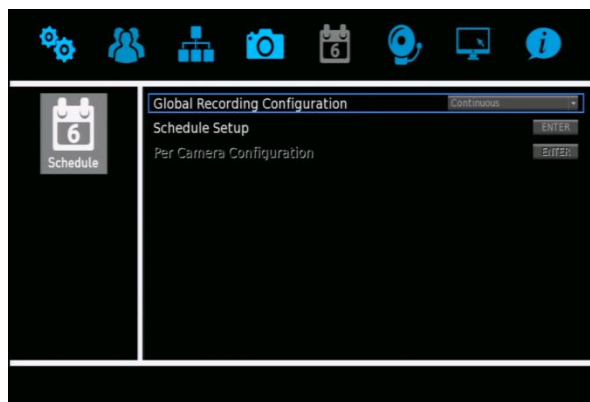 6
i
6
Schedule
Global Recording Configuration Continuous
Schedule Setup ENTER
Per Camera Configuration ENTER